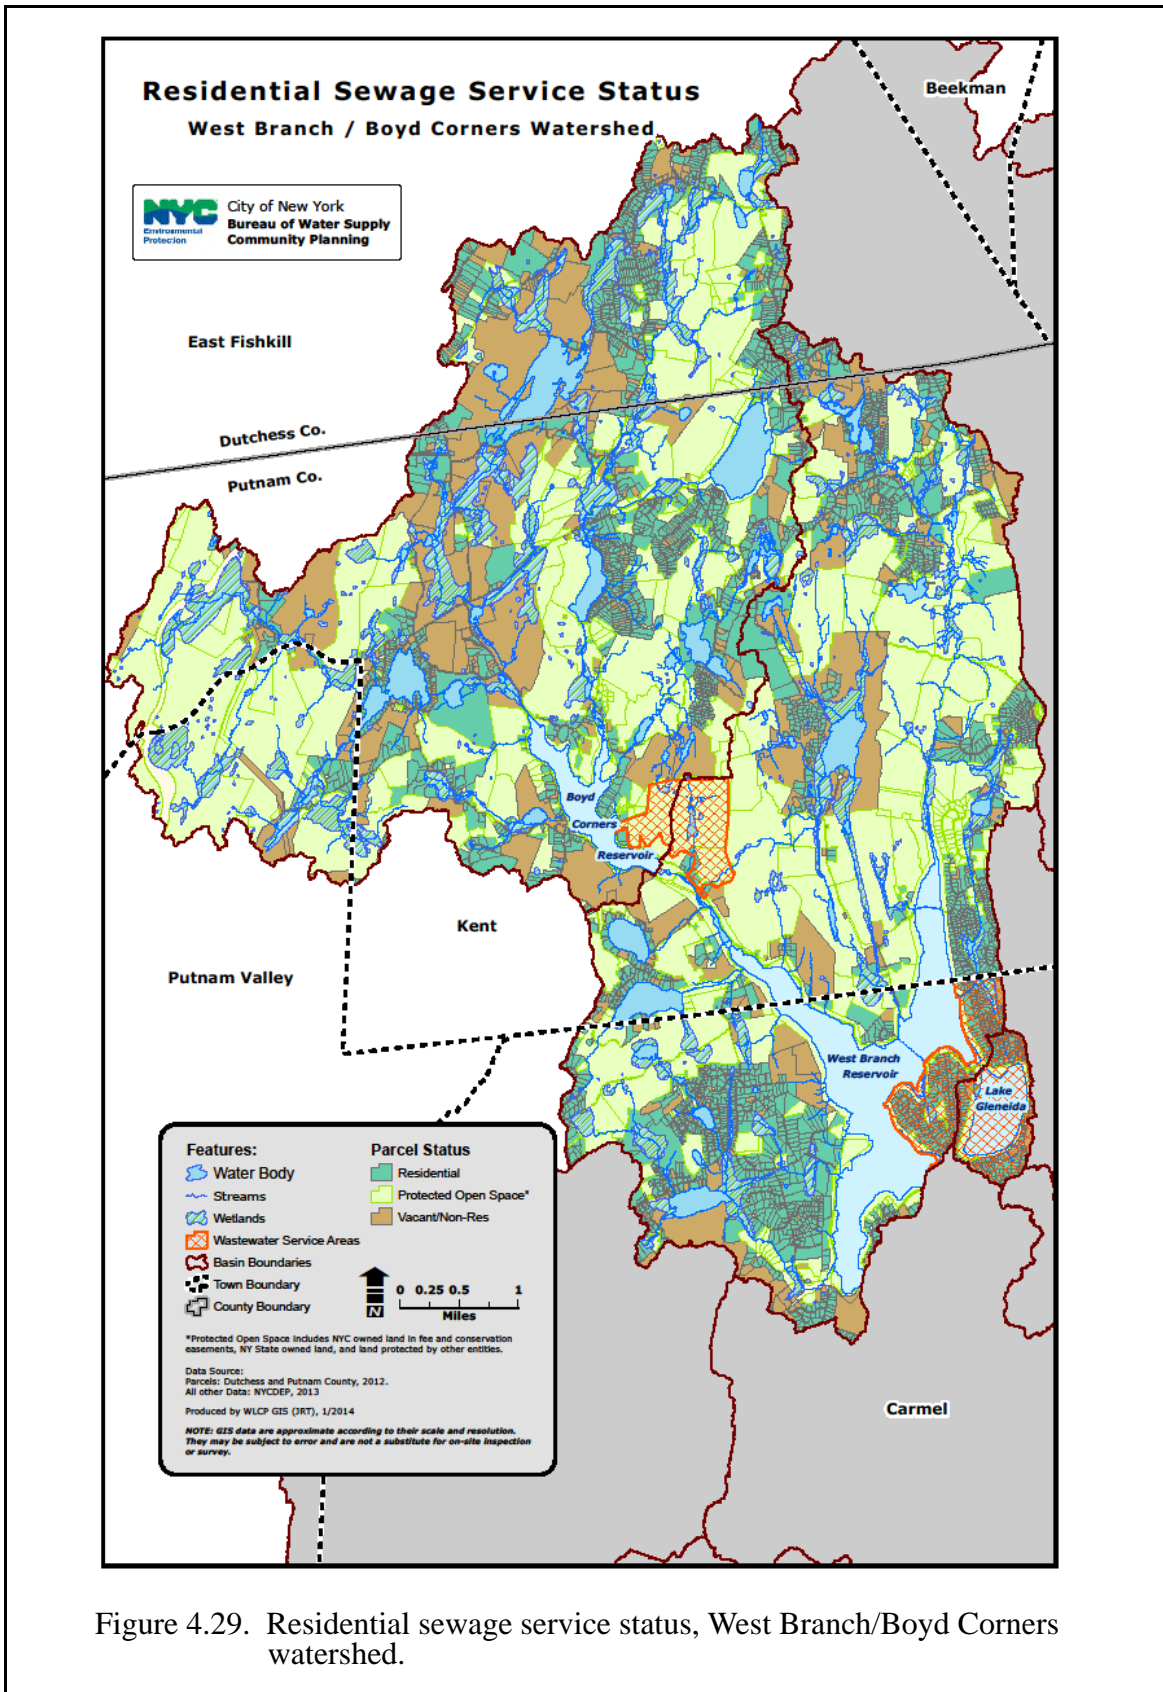 Residential Sewage Service Status
West Branch / Boyd Corners Watershed
NYC
Environmental
Protection
City of New York
Bureau of Water Supply
Community Planning
Beekman
East Fishkill
Dutchess Co.
Putnam Co.
Boyd
Corners
Reservoir
Kent
Putnam Valley
West Branch
Reservoir
Lake
Gleneida
Carmel
Features:
Water Body
Streams
Wetlands
Wastewater Service Areas
Basin Boundaries
Town Boundary
County Boundary
Parcel Status
Residential
Protected Open Space*
Vacant/Non-Res
N
0 0.25 0.5 1
Miles
*Protected Open Space includes NYC owned land in fee and conservation
easements, NY State owned land, and land protected by other entities.
Data Source:
Parcels: Dutchess and Putnam County, 2012.
All other Data: NYCDEP, 2013
Produced by WLCP GIS (JRT), 1/2014
NOTE: GIS data are approximate according to their scale and resolution.
They may be subject to error and are not a substitute for on-site inspection
or survey.
Figure 4.29. Residential sewage service status, West Branch/Boyd Corners
watershed.